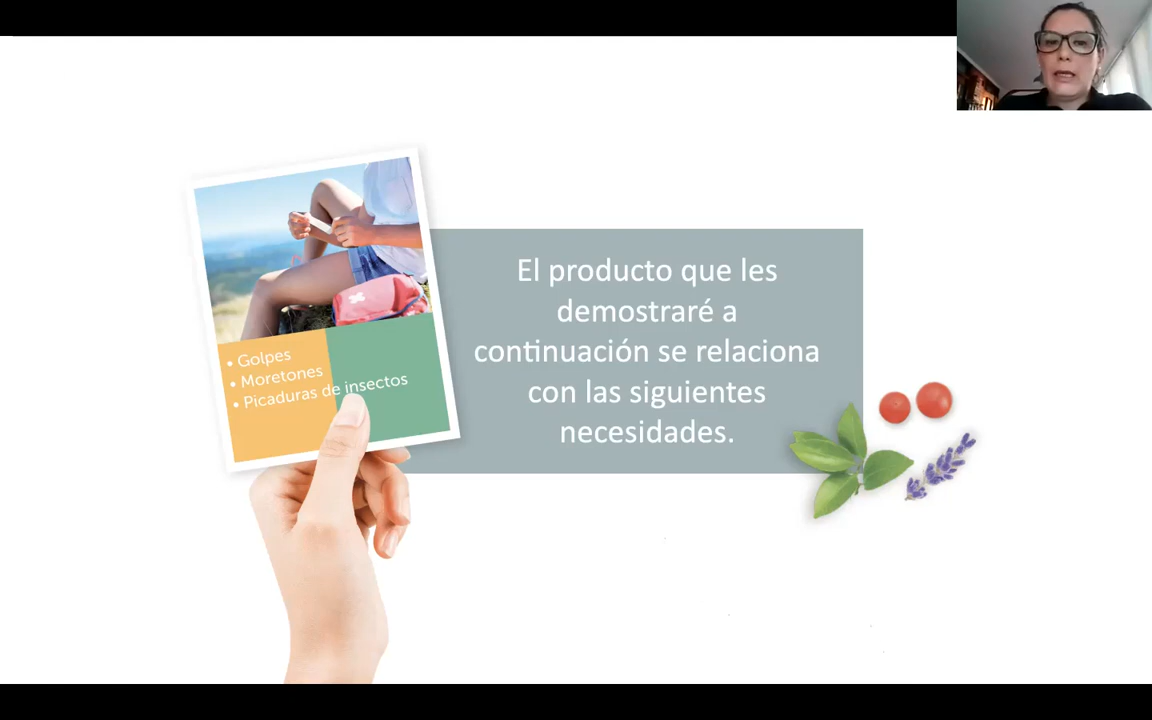 • Golpes
• Moretones
• Picaduras de insectos
El producto que les
demostraré a
continuación se relaciona
con las siguientes
necesidades.